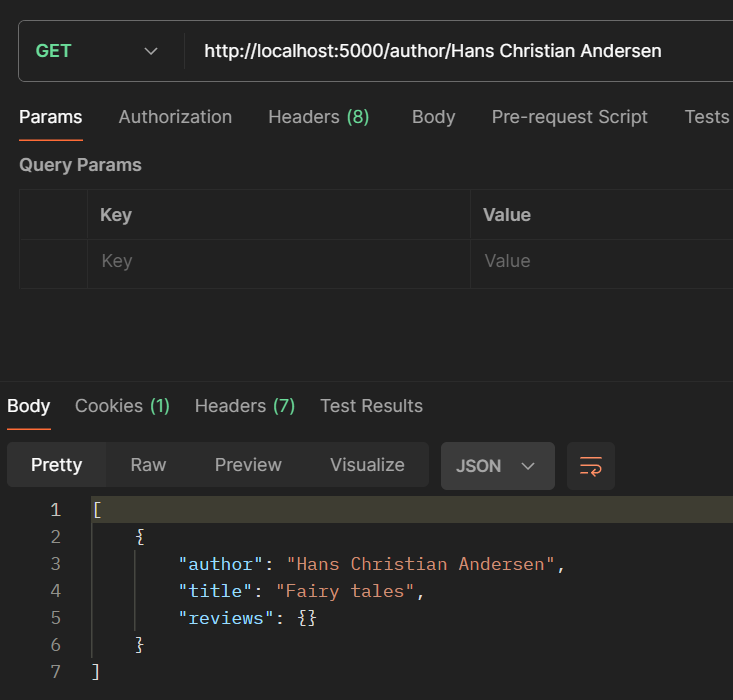 GET http://localhost:5000/author/Hans Christian Andersen
Params Authorization Headers (8) Body Pre-request Script Tests
Query Params
Key Value
Key Value
Body Cookies (1) Headers (7) Test Results
Pretty Raw Preview Visualize JSON
1 [
2 {
3 "author": "Hans Christian Andersen",
4 "title": "Fairy tales",
5 "reviews": {}
6 }
7 ]